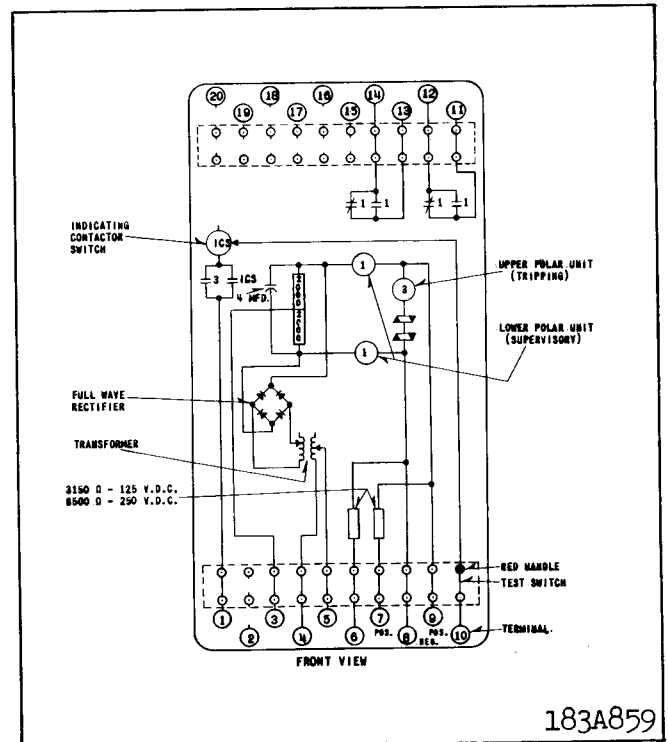 20 18 16 14 12
19 17 15 13 11
1 1 1 1
INDICATING
CONTACTOR
SWITCH
ICS
3 ICS
4 MFD.
2000 2500
1
3
UPPER POLAR UNIT
(TRIPPING)
1
LOWER POLAR UNIT
(SUPERVISORY)
FULL WAVE
RECTIFIER
TRANSFORMER
3150 Ω - 125 V.D.C.
8500 Ω - 250 V.D.C.
RED HANDLE
TEST SWITCH
1 3 5 7 9
POS. POS.
2 4 6 8 10
NEG.
TERMINAL.
FRONT VIEW
183A859